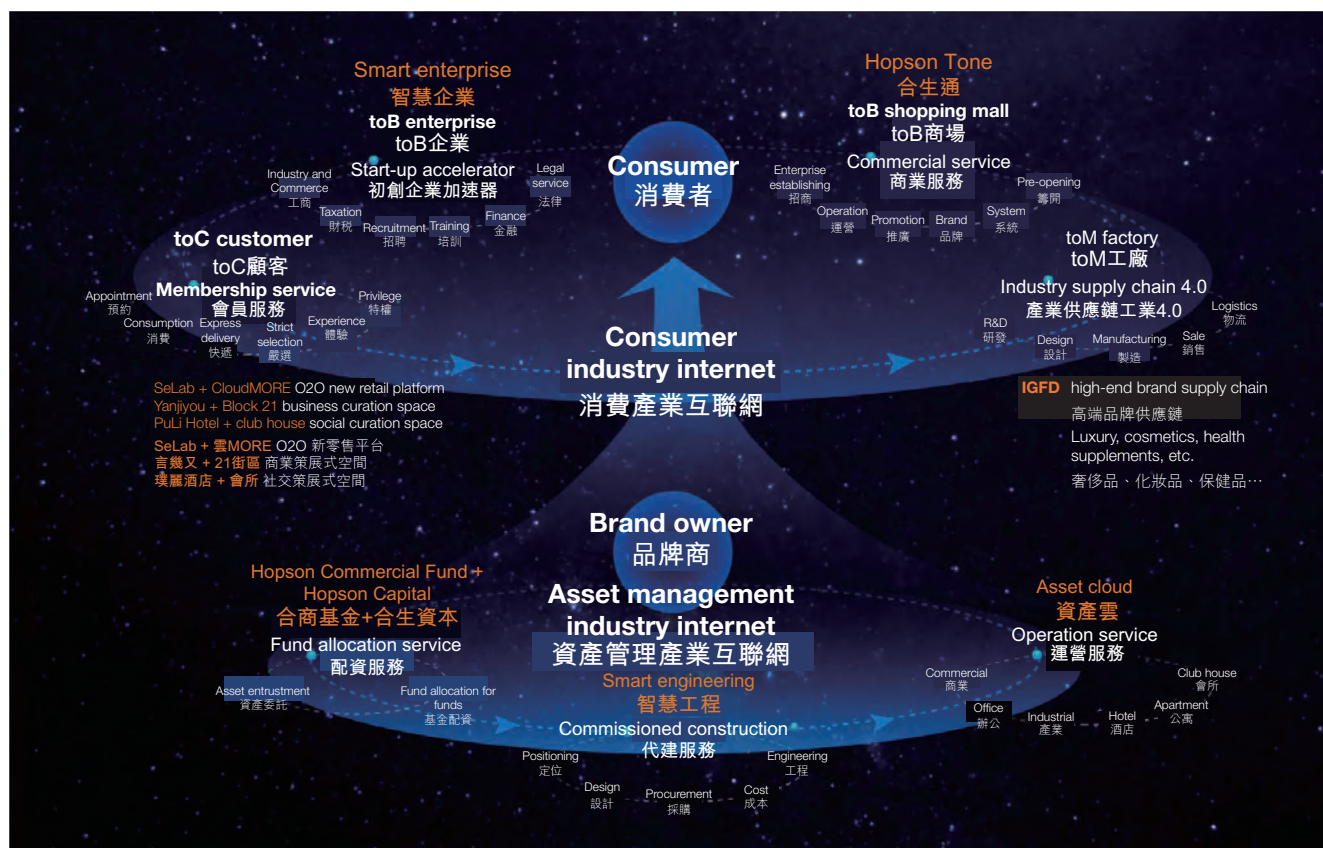 Smart enterprise
智慧企業
toB enterprise
toB企業
Start-up accelerator
初創企業加速器
Industry and
Commerce
工商
Taxation
財税
Recruitment
招聘
Training
培訓
Finance
金融
Legal
service
法律
Consumer
消費者
Hopson Tone
合生通
toB shopping mall
toB商場
Commercial service
商業服務
Enterprise
establishing
招商
Operation
運營
Promotion
推廣
Brand
品牌
System
系統
Pre-opening
籌開
toC customer
toC顧客
Membership service
會員服務
Appointment
預約
Consumption
消費
Express
delivery
快遞
Strict
selection
嚴選
Experience
體驗
Privilege
特權
Consumer
industry internet
消費產業互聯網
toM factory
toM工廠
Industry supply chain 4.0
產業供應鏈工業4.0
R&D
研發
Design
設計
Manufacturing
製造
Sale
銷售
Logistics
物流
SeLab + CloudMORE O2O new retail platform
Yanjiyou + Block 21 business curation space
PuLi Hotel + club house social curation space
SeLab + 雲MORE O2O 新零售平台
言幾又 + 21街區 商業策展式空間
璞麗酒店 + 會所 社交策展式空間
IGFD high-end brand supply chain
高端品牌供應鏈
Luxury, cosmetics, health
supplements, etc.
奢侈品、化妝品、保健品…
Brand owner
品牌商
Hopson Commercial Fund +
Hopson Capital
合商基金+合生資本
Fund allocation service
配資服務
Asset entrustment
資產委託
Fund allocation for
funds
基金配資
Asset management
industry internet
資產管理產業互聯網
Smart engineering
智慧工程
Commissioned construction
代建服務
Positioning
定位
Design
設計
Procurement
採購
Cost
成本
Engineering
工程
Asset cloud
資產雲
Operation service
運營服務
Commercial
商業
Office
辦公
Industrial
產業
Hotel
酒店
Apartment
公寓
Club house
會所